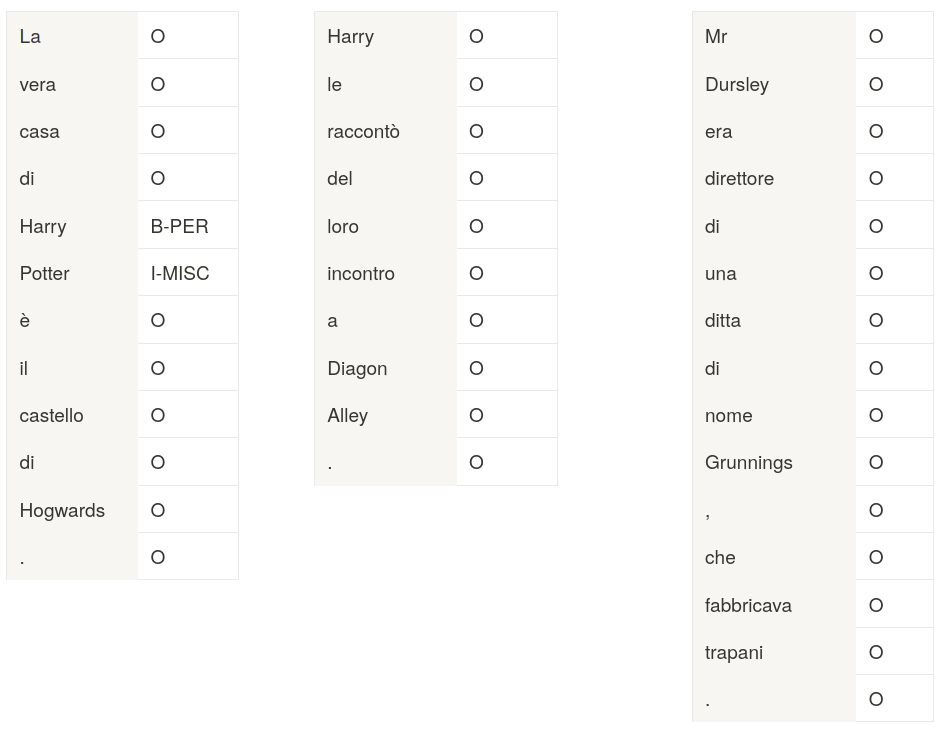 La O
vera O
casa O
di O
Harry B-PER
Potter I-MISC
è O
il O
castello O
di O
Hogwards O
. O
Harry O
le O
raccontò O
del O
loro O
incontro O
a O
Diagon O
Alley O
. O
Mr O
Dursley O
era O
direttore O
di O
una O
ditta O
di O
nome O
Grunnings O
, O
che O
fabbricava O
trapani O
. O